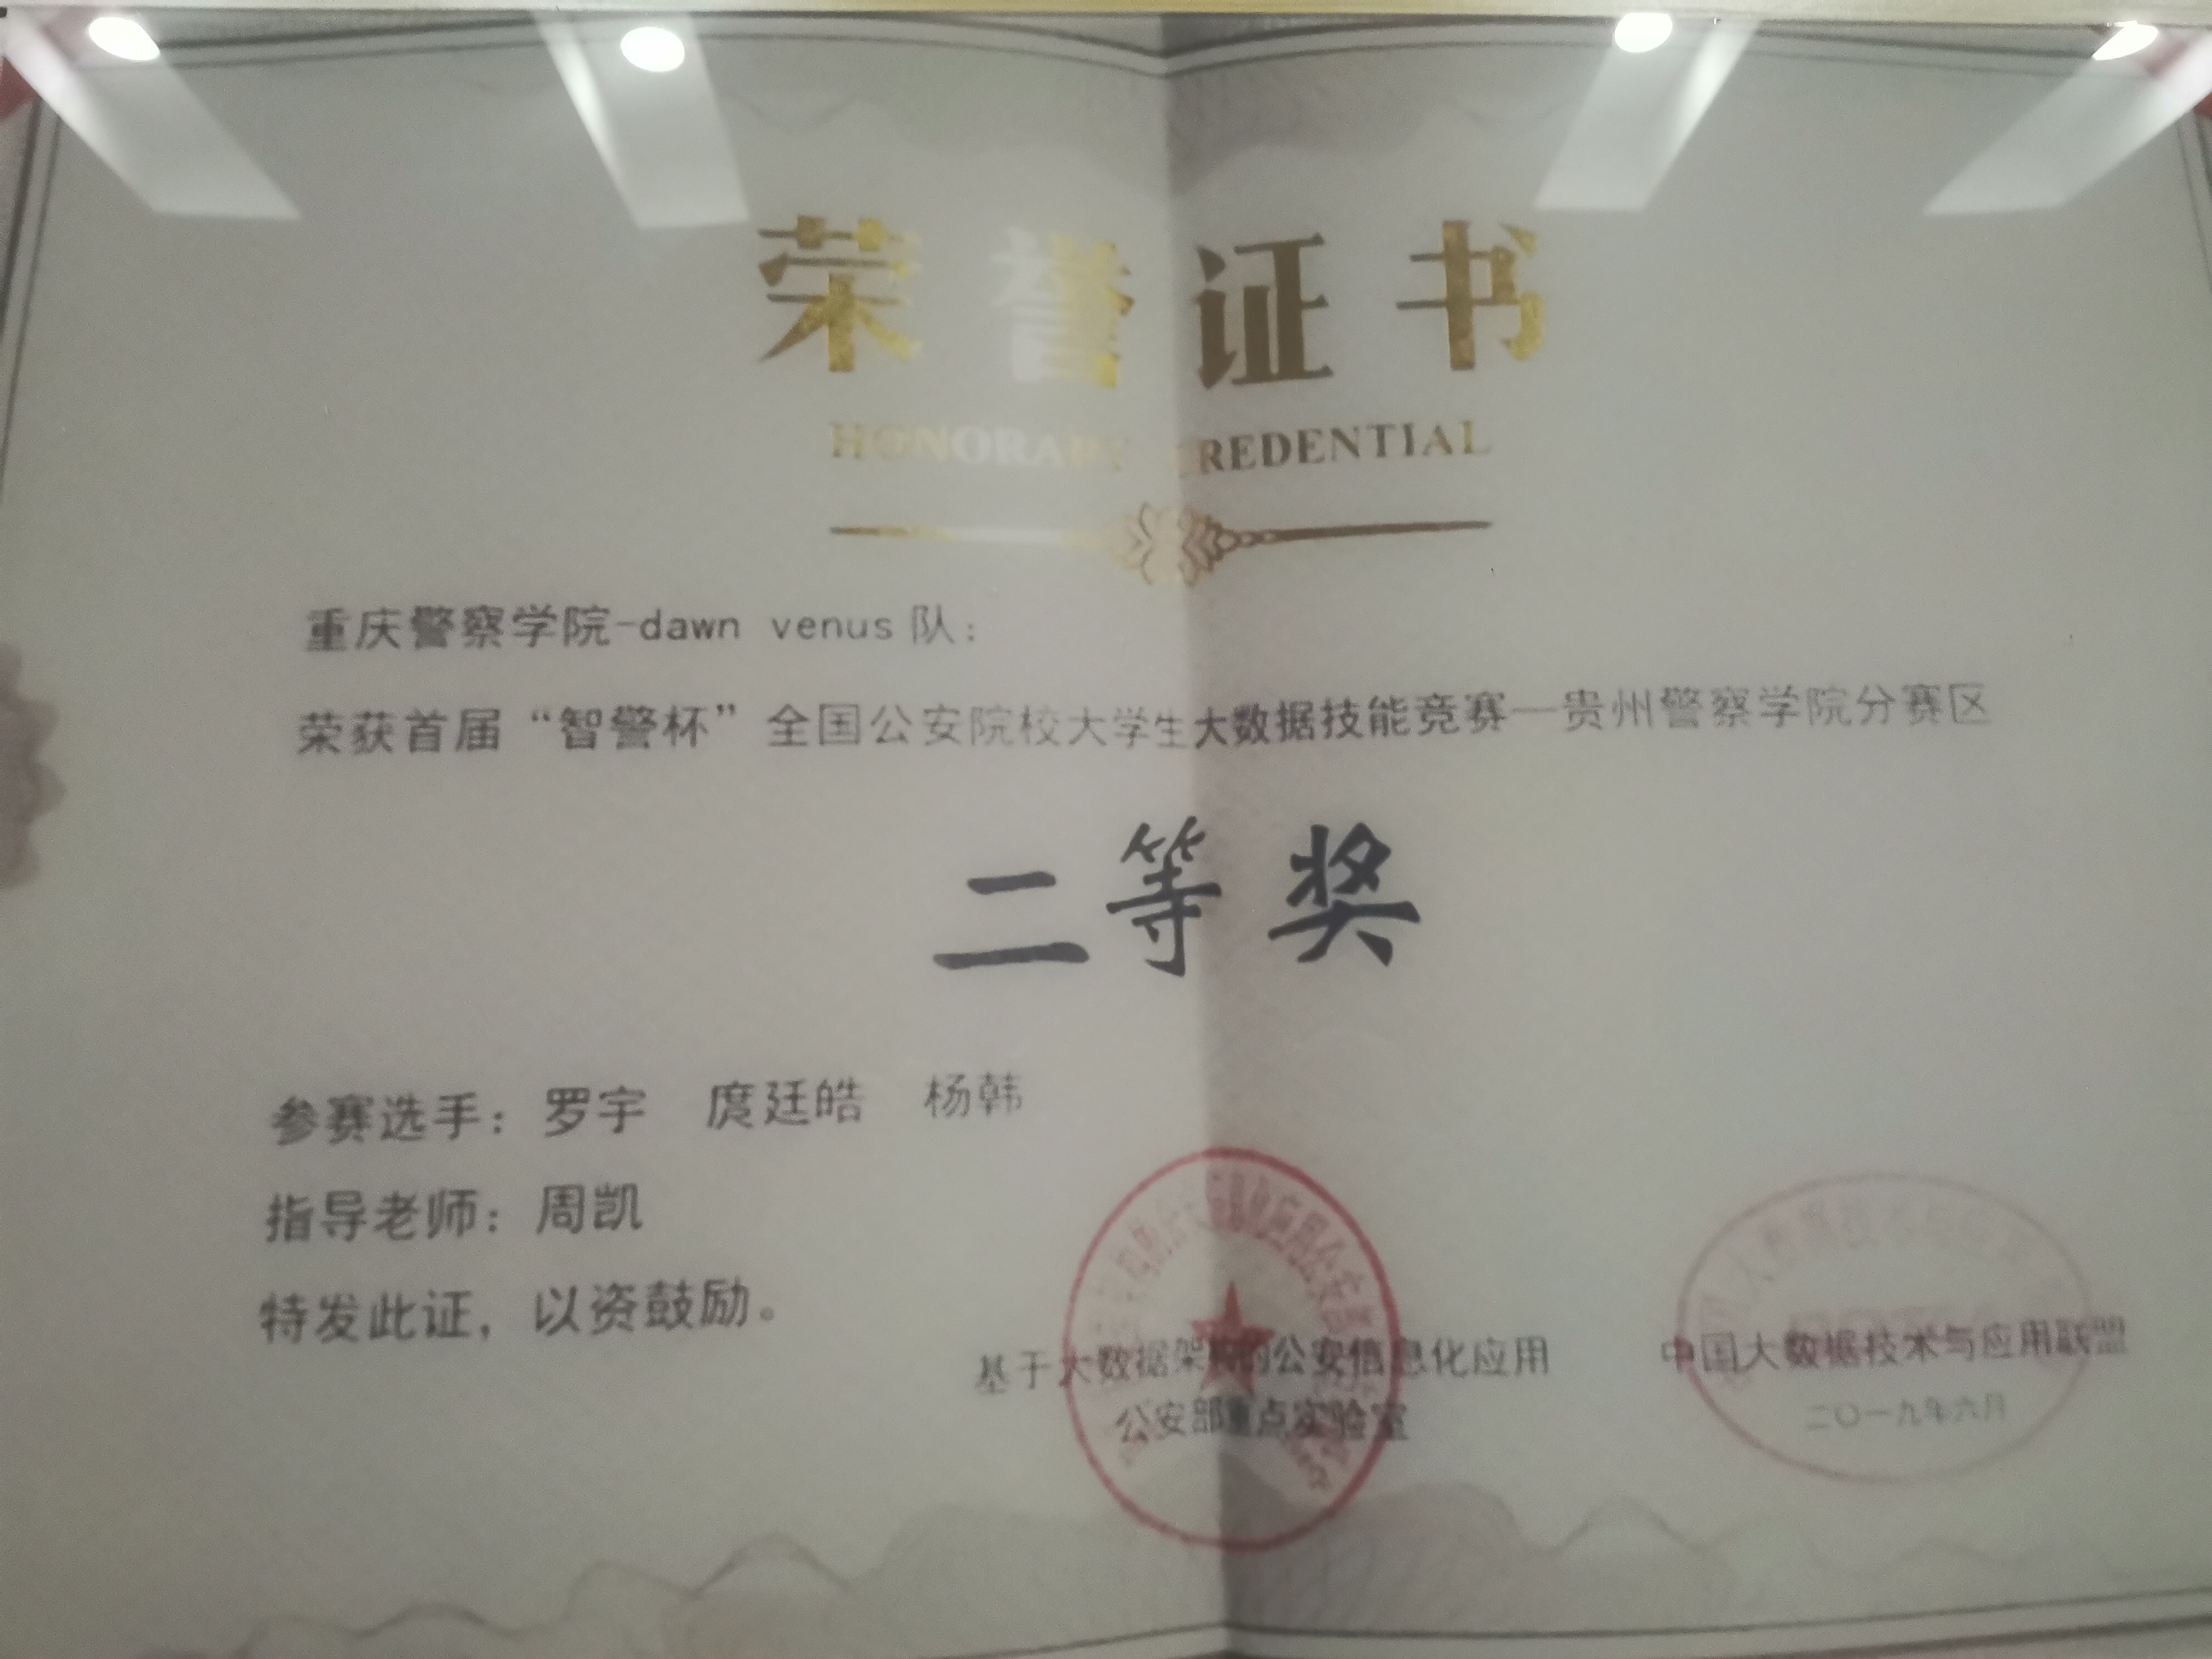 荣誉证书
HONORARY CREDENTIAL
重庆警察学院-dawn venus队：
荣获首届“智警杯”全国公安院校大学生大数据技能竞赛—贵州警察学院分赛区
二等奖
参赛选手：罗宇 庹廷皓 杨韩
指导老师：周凯
特发此证，以资鼓励。
基于大数据架构的公安信息化应用
公安部重点实验室
中国大数据技术与应用联盟
二〇一九年六月